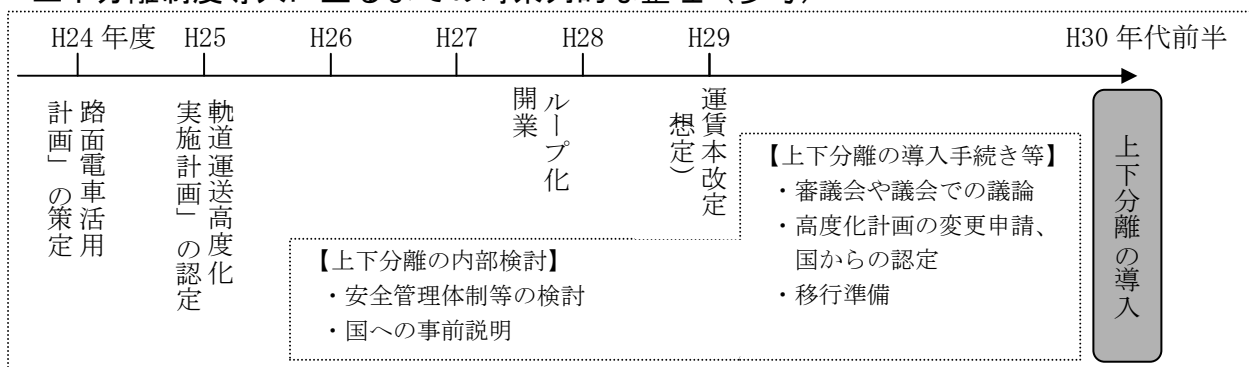 H24 年度
H25
H26
H27
H28
H29
H30 年代前半
路面電車活用
計画」の策定
軌道運送高度化
実施計画」の認定
ループ化
開業
運賃本改定
想定）
【上下分離の内部検討】
・安全管理体制等の検討
・国への事前説明
【上下分離の導入手続き等】
・審議会や議会での議論
・高度化計画の変更申請、
国からの認定
・移行準備
上下分離の導入